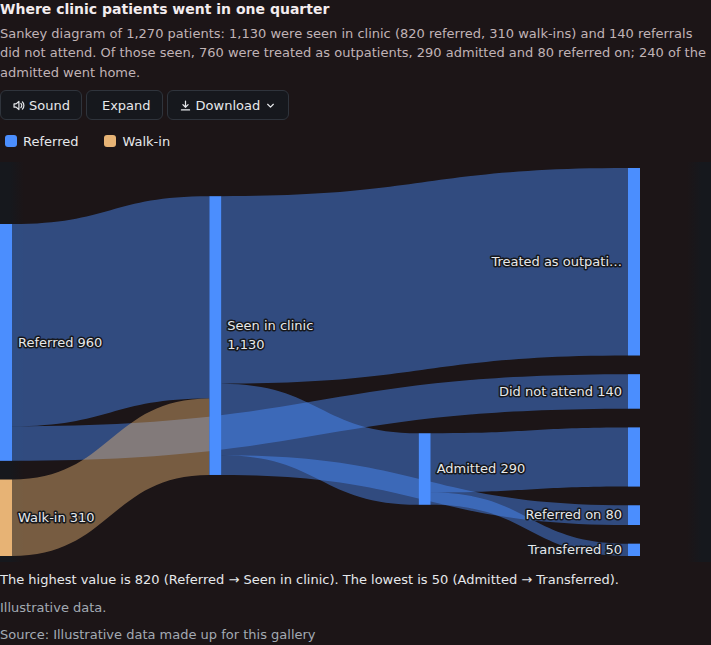 Where clinic patients went in one quarter
Sankey diagram of 1,270 patients: 1,130 were seen in clinic (820 referred, 310 walk-ins) and 140 referrals
did not attend. Of those seen, 760 were treated as outpatients, 290 admitted and 80 referred on; 240 of the
admitted went home.
Sound Expand Download
Referred Walk-in
Treated as outpati…
Seen in clinic
1,130
Referred 960
Did not attend 140
Admitted 290
Referred on 80
Walk-in 310
Transferred 50
The highest value is 820 (Referred → Seen in clinic). The lowest is 50 (Admitted → Transferred).
Illustrative data.
Source: Illustrative data made up for this gallery